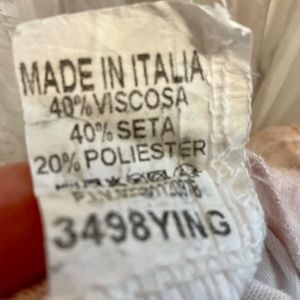 MADE IN ITALIA
40% VISCOSA
40% SETA
20% POLIESTER
3498YING